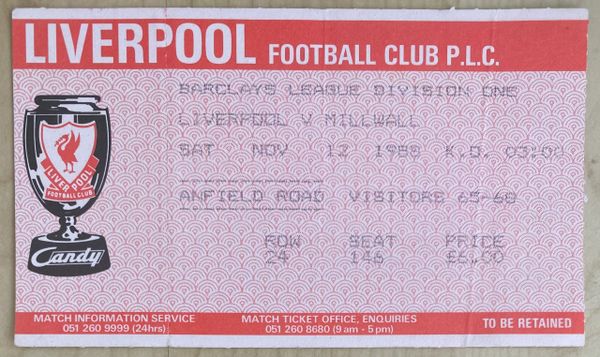 LIVERPOOL FOOTBALL CLUB P.L.C.
BARCLAYS LEAGUE DIVISION ONE
LIVERPOOL V MILLWALL
SAT NOV 12 1988 K.O. 03:00
ANFIELD ROAD VISITORS 65-68
ROW SEAT PRICE
24 146 £6.00
LIVERPOOL
FOOTBALL CLUB
Candy
MATCH INFORMATION SERVICE
051 260 9999 (24hrs)
MATCH TICKET OFFICE, ENQUIRIES
051 260 8680 (9 am - 5 pm)
TO BE RETAINED